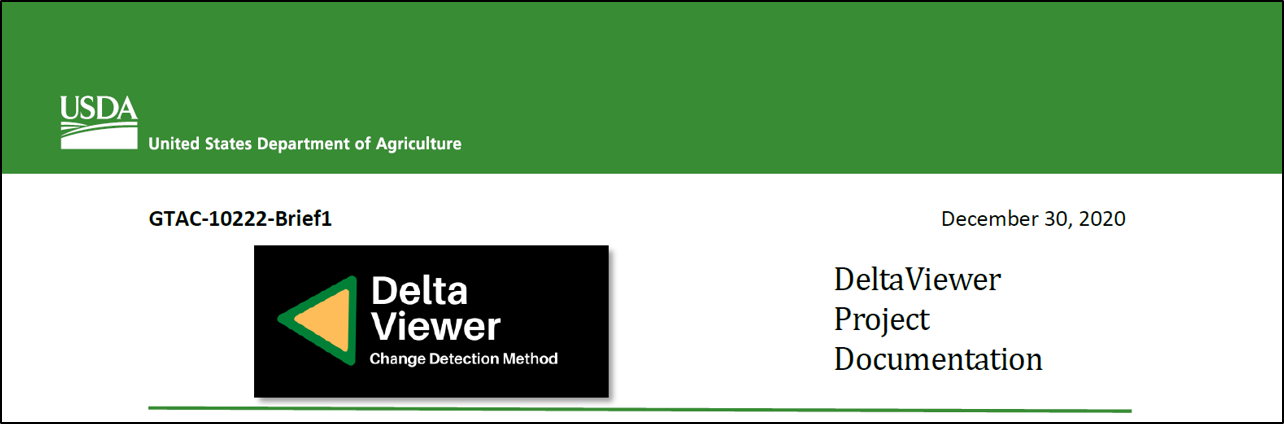 USDA
United States Department of Agriculture
GTAC-10222-Brief1
December 30, 2020
Delta
Viewer
Change Detection Method
DeltaViewer
Project
Documentation